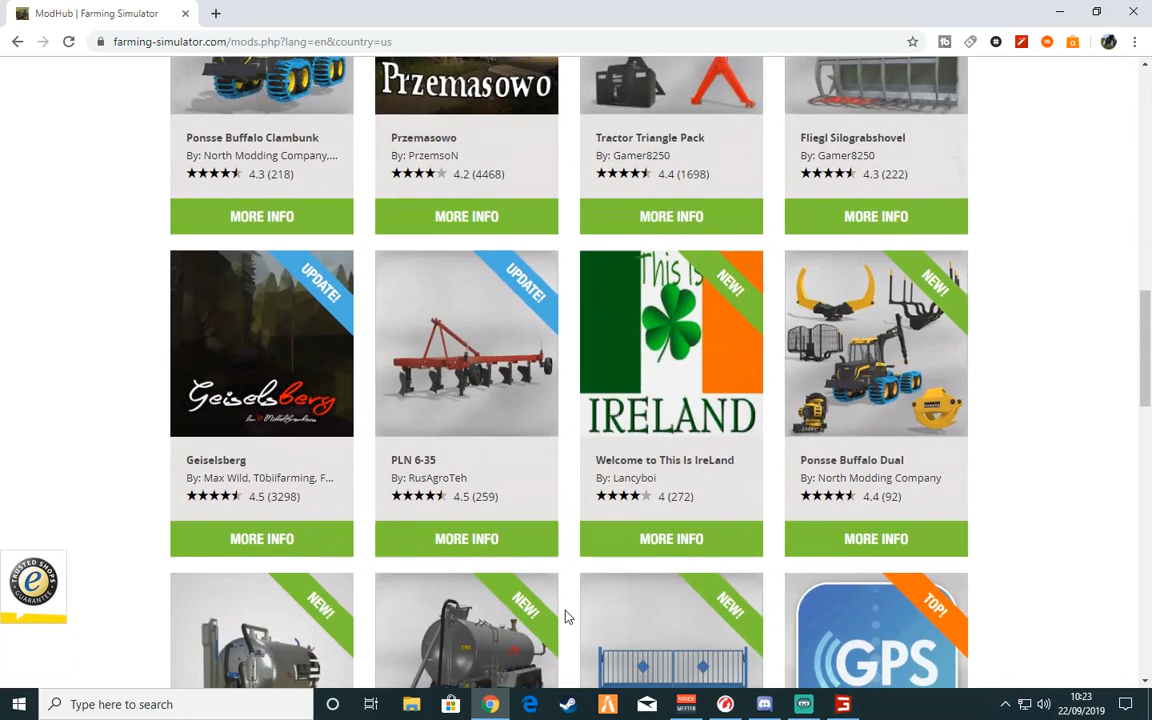 ModHub | Farming Simulator
farming-simulator.com/mods.php?lang=en&country=us
Przemasowo
Ponsse Buffalo Clambunk
By: North Modding Company,...
4.3 (218)
MORE INFO
Przemasowo
By: PrzemsoN
4.2 (4468)
MORE INFO
Tractor Triangle Pack
By: Gamer8250
4.4 (1698)
MORE INFO
Fliegl Silograbshovel
By: Gamer8250
4.3 (222)
MORE INFO
UPDATE!
Geiselsberg
Geiselsberg
By: Max Wild, T0biifarming, F...
4.5 (3298)
MORE INFO
UPDATE!
PLN 6-35
By: RusAgroTeh
4.5 (259)
MORE INFO
This is
NEW!
IRELAND
Welcome to This Is IreLand
By: Lancyboi
4 (272)
MORE INFO
NEW!
Ponsse Buffalo Dual
By: North Modding Company
4.4 (92)
MORE INFO
NEW!
NEW!
NEW!
TOP!
GPS
TRUSTED SHOPS
GUARANTEE
Type here to search
10:23
22/09/2019